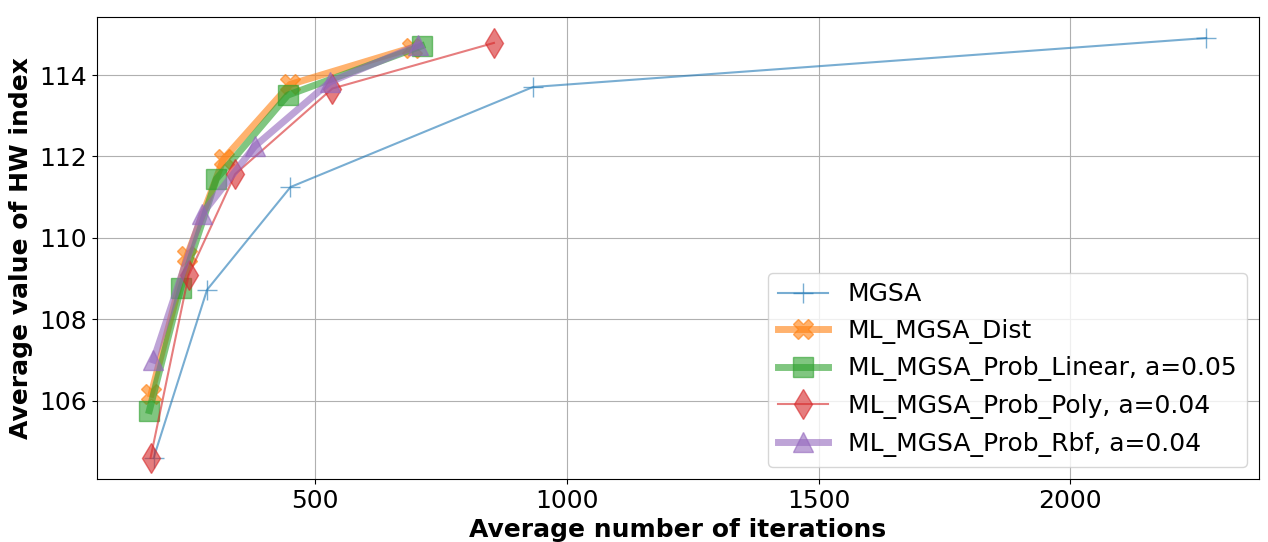 Average value of HW index
114
112
110
108
106
500
1000
1500
2000
Average number of iterations
MGSA
ML_MGSA_Dist
ML_MGSA_Prob_Linear, a=0.05
ML_MGSA_Prob_Poly, a=0.04
ML_MGSA_Prob_Rbf, a=0.04